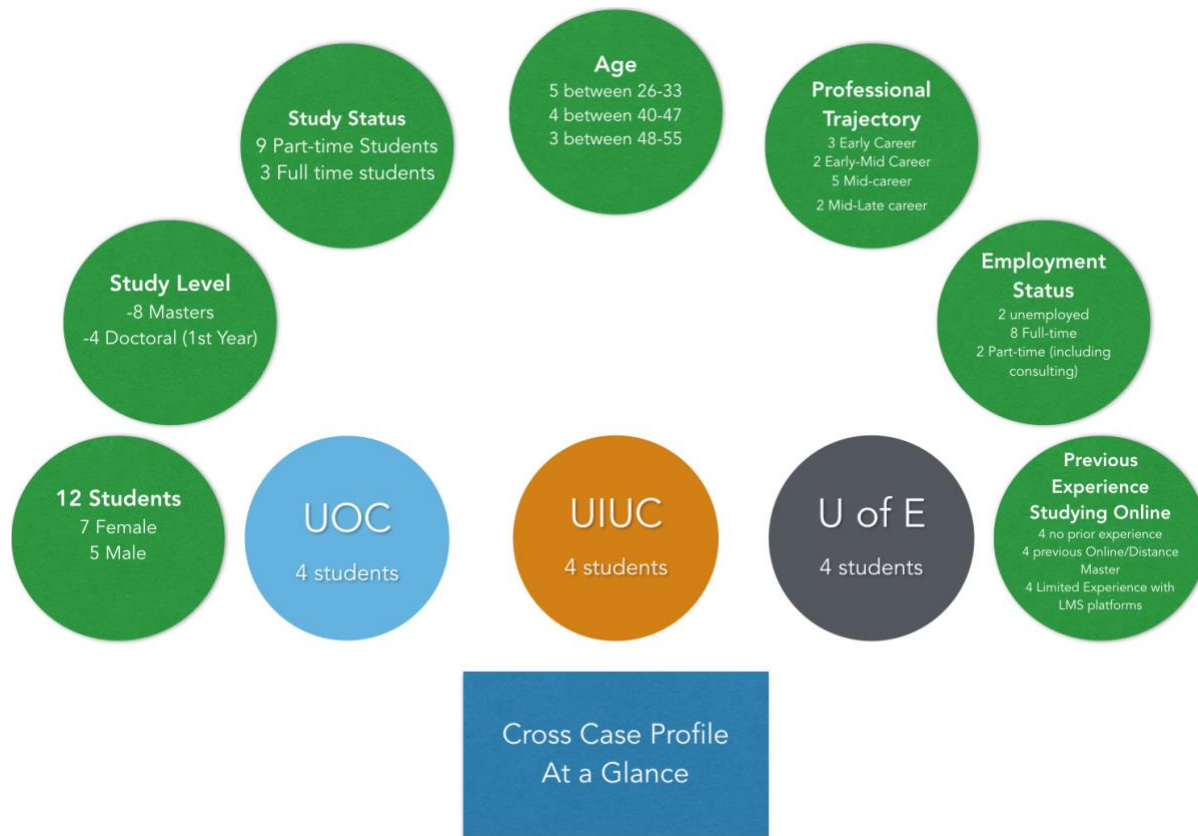 Age
5 between 26-33
4 between 40-47
3 between 48-55
Study Status
9 Part-time Students
3 Full time students
Professional
Trajectory
3 Early Career
2 Early-Mid Career
5 Mid-career
2 Mid-Late career
Study Level
-8 Masters
-4 Doctoral (1st Year)
Employment
Status
2 unemployed
8 Full-time
2 Part-time (including
consulting)
12 Students
7 Female
5 Male
UOC
4 students
UIUC
4 students
U of E
4 students
Previous
Experience
Studying Online
4 no prior experience
4 previous Online/Distance
Master
4 Limited Experience with
LMS platforms
Cross Case Profile
At a Glance